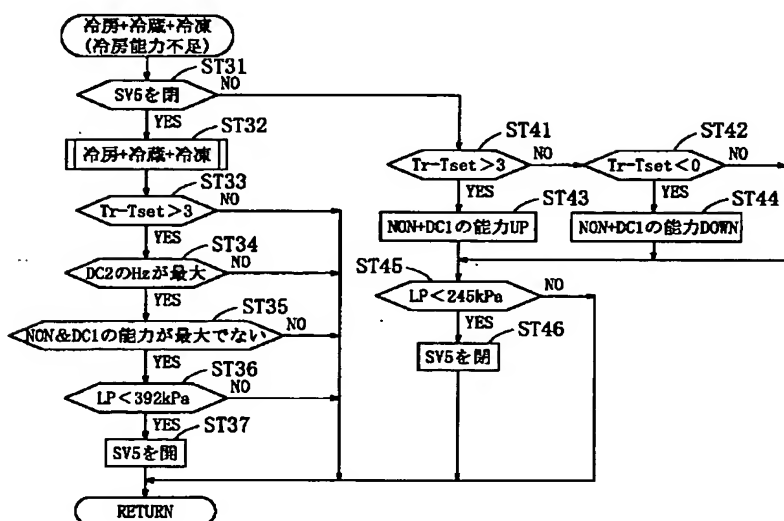 冷房+冷蔵+冷凍
(冷房能力不足)
ST31
SV5を閉
NO
YES
ST32
冷房+冷蔵+冷凍
ST33
Tr-Tset>3
NO
YES
ST34
DC2のHzが最大
NO
YES
ST35
NON&DC1の能力が最大でない
NO
YES
ST36
LP<392kPa
NO
YES
ST37
SV5を開
RETURN
ST41
Tr-Tset>3
NO
YES
ST42
Tr-Tset<0
NO
YES
ST43
NON+DC1の能力UP
ST44
NON+DC1の能力DOWN
ST45
LP<245kPa
NO
YES
ST46
SV5を閉